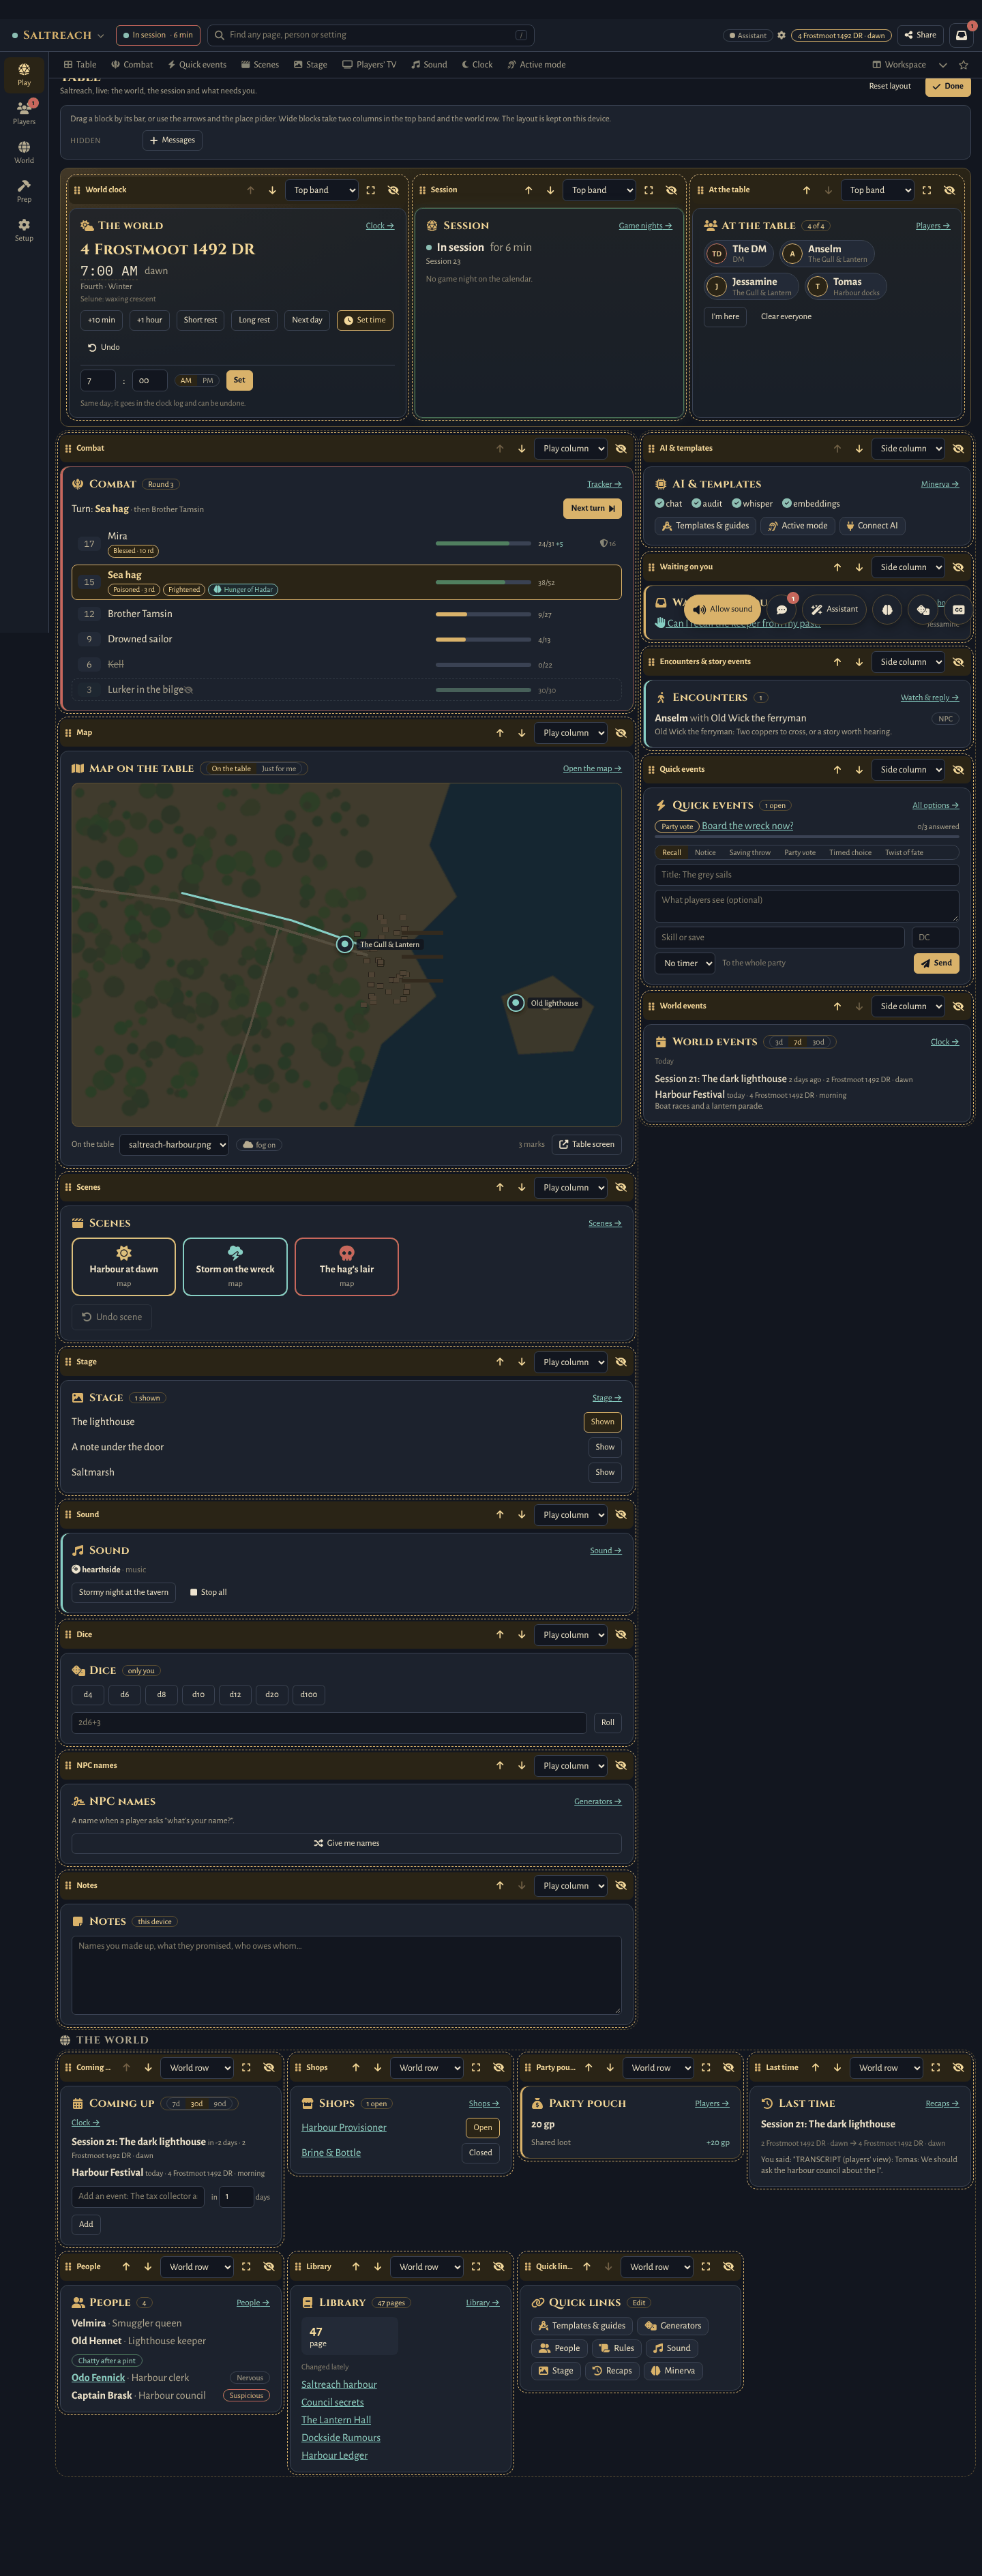 SALTREACH
In session · 6 min
Find any page, person or setting
/
Assistant
4 Frostmoot 1492 DR · dawn
Share
1
Play
1
Players
World
Prep
Setup
Table
Combat
Quick events
Scenes
Stage
Players' TV
Sound
Clock
Active mode
Workspace
Saltreach, live: the world, the session and what needs you.
Reset layout
Done
Drag a block by its bar, or use the arrows and the place picker. Wide blocks take two columns in the top band and the world row. The layout is kept on this device.
HIDDEN
Messages
World clock
Top band
THE WORLD
Clock →
4 FROSTMOOT 1492 DR
7:00 AM dawn
Fourth · Winter
Selune: waxing crescent
+10 min
+1 hour
Short rest
Long rest
Next day
Set time
Undo
7 : 00
AM PM
Set
Same day; it goes in the clock log and can be undone.
Session
Top band
SESSION
Game nights →
In session for 6 min
Session 23
No game night on the calendar.
At the table
Top band
AT THE TABLE
4 of 4
Players →
TD The DM
DM
A Anselm
The Gull & Lantern
J Jessamine
The Gull & Lantern
T Tomas
Harbour docks
I'm here
Clear everyone
Combat
Play column
COMBAT
Round 3
Tracker →
Turn: Sea hag · then Brother Tamsin
Next turn
17 Mira
Blessed · 10 rd
24/31 +5
16
15 Sea hag
Poisoned · 3 rd
Frightened
Hunger of Hadar
38/52
12 Brother Tamsin
9/27
9 Drowned sailor
4/13
6 Kell
0/22
3 Lurker in the bilge
30/30
Map
Play column
MAP ON THE TABLE
On the table
Just for me
Open the map →
The Gull & Lantern
Old lighthouse
On the table
saltreach-harbour.png
fog on
3 marks
Table screen
Scenes
Play column
SCENES
Scenes →
Harbour at dawn
map
Storm on the wreck
map
The hag's lair
map
Undo scene
Stage
Play column
STAGE
1 shown
Stage →
The lighthouse
Shown
A note under the door
Show
Saltmarsh
Show
Sound
Play column
SOUND
Sound →
hearthside · music
Stormy night at the tavern
Stop all
Dice
Play column
DICE
only you
d4
d6
d8
d10
d12
d20
d100
2d6+3
Roll
NPC names
Play column
NPC NAMES
Generators →
A name when a player asks "what's your name?".
Give me names
Notes
Play column
NOTES
this device
Names you made up, what they promised, who owes whom...
AI & templates
Side column
AI & TEMPLATES
Minerva →
chat
audit
whisper
embeddings
Templates & guides
Active mode
Connect AI
Waiting on you
Side column
Allow sound
1
Assistant
Jessamine
Encounters & story events
Side column
ENCOUNTERS
1
Watch & reply →
Anselm with Old Wick the ferryman
NPC
Old Wick the ferryman: Two coppers to cross, or a story worth hearing.
Quick events
Side column
QUICK EVENTS
1 open
All options →
Party vote
Board the wreck now?
0/3 answered
Recall
Notice
Saving throw
Party vote
Timed choice
Twist of fate
Title: The grey sails
What players see (optional)
Skill or save
DC
No timer
To the whole party
Send
World events
Side column
WORLD EVENTS
3d 7d 30d
Clock →
Today
Session 21: The dark lighthouse 2 days ago · 2 Frostmoot 1492 DR · dawn
Harbour Festival today · 4 Frostmoot 1492 DR · morning
Boat races and a lantern parade.
THE WORLD
Coming ...
World row
COMING UP
7d 30d 90d
Clock →
Session 21: The dark lighthouse in -2 days · 2
Frostmoot 1492 DR · dawn
Harbour Festival today · 4 Frostmoot 1492 DR · morning
Add an event: The tax collector a
in 1 days
Add
Shops
World row
SHOPS
1 open
Shops →
Harbour Provisioner
Open
Brine & Bottle
Closed
Party pou...
World row
PARTY POUCH
Players →
20 gp
Shared loot
+20 gp
Last time
World row
LAST TIME
Recaps →
Session 21: The dark lighthouse
2 Frostmoot 1492 DR · dawn → 4 Frostmoot 1492 DR · dawn
You said: "TRANSCRIPT (players' view): Tomas: We should
ask the harbour council about the l".
People
World row
PEOPLE
4
People →
Velmira · Smuggler queen
Old Hennet · Lighthouse keeper
Chatty after a pint
Odo Fennick · Harbour clerk
Nervous
Captain Brask · Harbour council
Suspicious
Library
World row
LIBRARY
47 pages
Library →
47
page
Changed lately
Saltreach harbour
Council secrets
The Lantern Hall
Dockside Rumours
Harbour Ledger
Quick lin...
World row
QUICK LINKS
Edit
Templates & guides
Generators
People
Rules
Sound
Stage
Recaps
Minerva